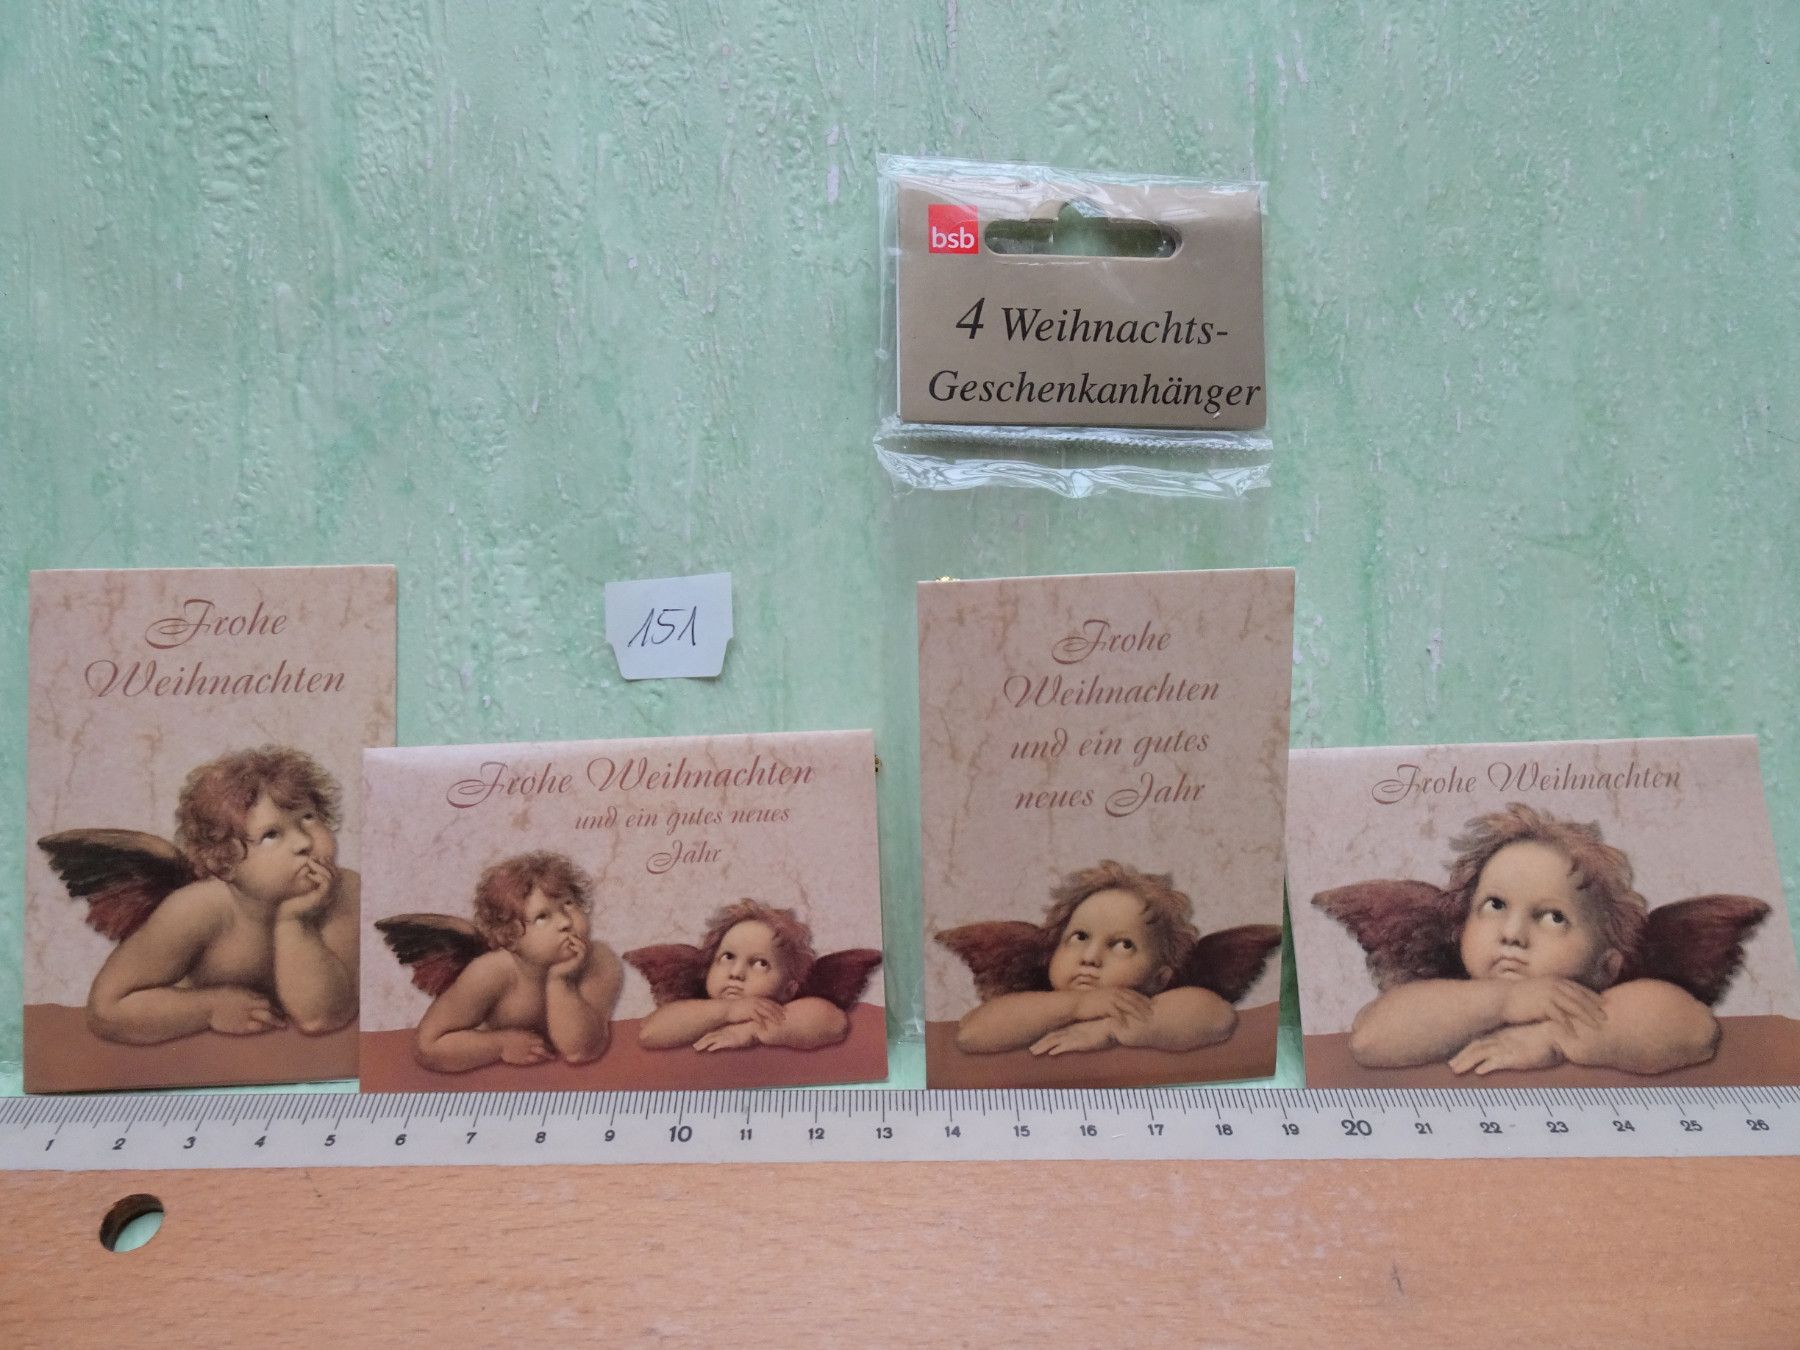 bsb
4 Weihnachts-
Geschenkanhänger
Frohe
Weihnachten
151
Frohe Weihnachten
und ein gutes neues
Jahr
Frohe
Weihnachten
und ein gutes
neues Jahr
Frohe Weihnachten
1 2 3 4 5 6 7 8 9 10 11 12 13 14 15 16 17 18 19 20 21 22 23 24 25 26